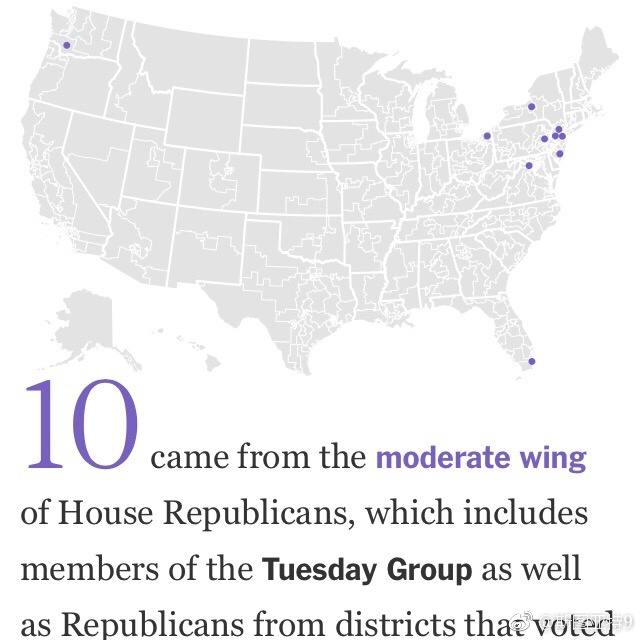 10 came from the moderate wing
of House Republicans, which includes
members of the Tuesday Group as well
as Republicans from districts that voted